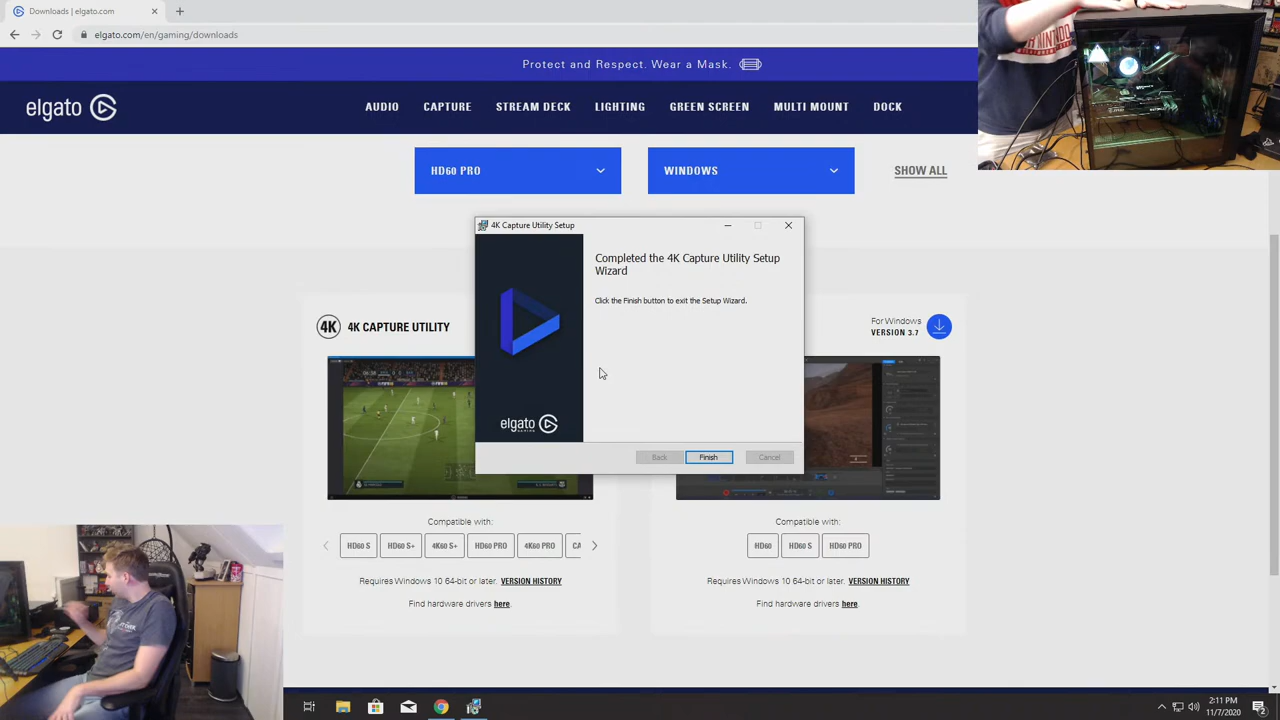 Downloads | elgato.com
elgato.com/en/gaming/downloads
Protect and Respect. Wear a Mask.
elgato
AUDIO
CAPTURE
STREAM DECK
LIGHTING
GREEN SCREEN
MULTI MOUNT
DOCK
HD60 PRO
WINDOWS
SHOW ALL
4K Capture Utility Setup
Completed the 4K Capture Utility Setup
Wizard
Click the Finish button to exit the Setup Wizard.
elgato
GAMING
Back
Finish
Cancel
4K
4K CAPTURE UTILITY
For Windows
VERSION 3.7
Compatible with:
HD60 S
HD60 S+
4K60 S+
HD60 PRO
4K60 PRO
CA
Requires Windows 10 64-bit or later. VERSION HISTORY
Find hardware drivers here.
Compatible with:
HD60
HD60 S
HD60 PRO
Requires Windows 10 64-bit or later. VERSION HISTORY
Find hardware drivers here.
2:11 PM
11/7/2020
2